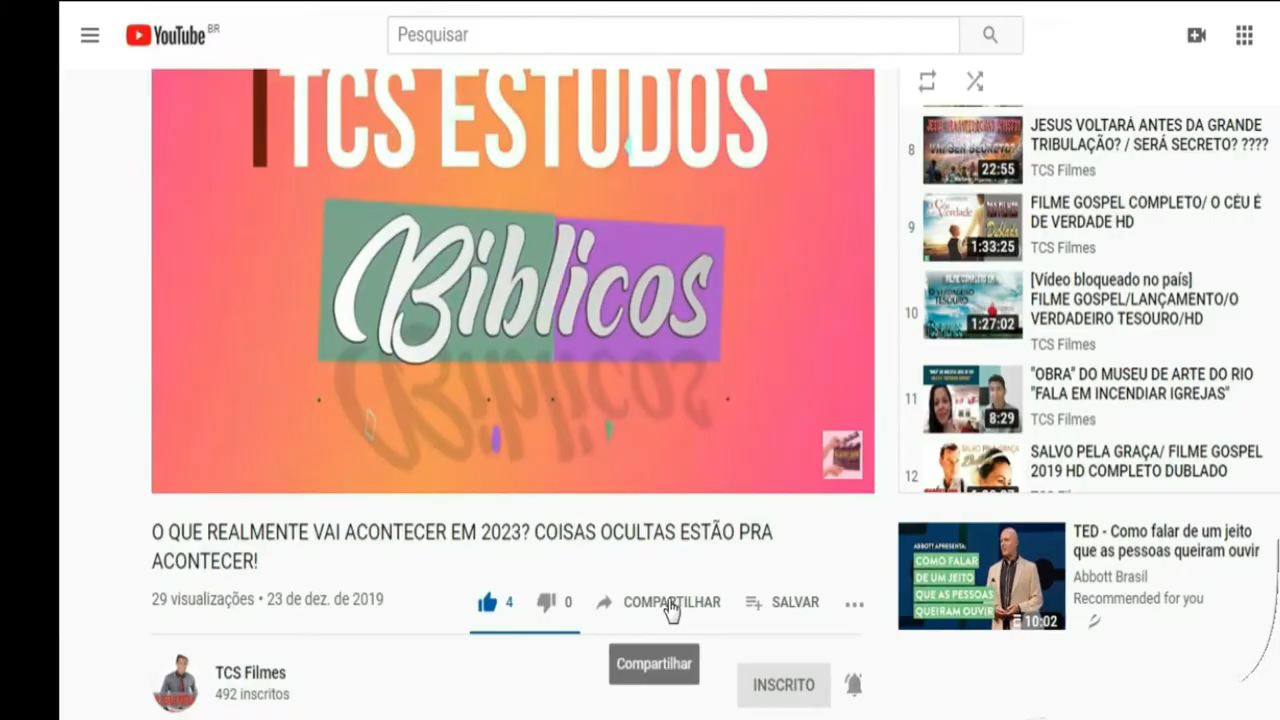 YouTube BR
Pesquisar
TCS ESTUDOS
Bíblicos
O QUE REALMENTE VAI ACONTECER EM 2023? COISAS OCULTAS ESTÃO PRA
ACONTECER!
29 visualizações • 23 de dez. de 2019
4
0
COMPARTILHAR
SALVAR
Compartilhar
TCS Filmes
492 inscritos
INSCRITO
8
22:55
JESUS VOLTARÁ ANTES DA GRANDE
TRIBULAÇÃO? / SERÁ SECRETO? ????
TCS Filmes
9
1:33:25
FILME GOSPEL COMPLETO/ O CÉU É
DE VERDADE HD
TCS Filmes
10
1:27:02
[Vídeo bloqueado no país]
FILME GOSPEL/LANÇAMENTO/O
VERDADEIRO TESOURO/HD
TCS Filmes
11
8:29
"OBRA" DO MUSEU DE ARTE DO RIO
"FALA EM INCENDIAR IGREJAS"
TCS Filmes
12
SALVO PELA GRAÇA/ FILME GOSPEL
2019 HD COMPLETO DUBLADO
ABBOTT APRESENTA:
COMO FALAR
DE UM JEITO
QUE AS PESSOAS
QUEIRAM OUVIR
10:02
TED - Como falar de um jeito
que as pessoas queiram ouvir
Abbott Brasil
Recommended for you